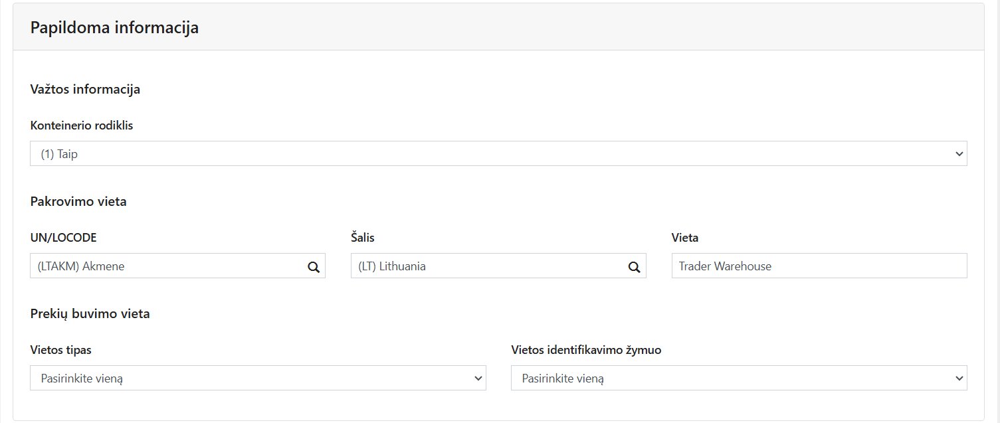 Papildoma informacija
Važtos informacija
Konteinerio rodiklis
(1) Taip
Pakrovimo vieta
UN/LOCODE Šalis Vieta
(LTAKM) Akmene (LT) Lithuania Trader Warehouse
Prekių buvimo vieta
Vietos tipas Vietos identifikavimo žymuo
Pasirinkite vieną Pasirinkite vieną